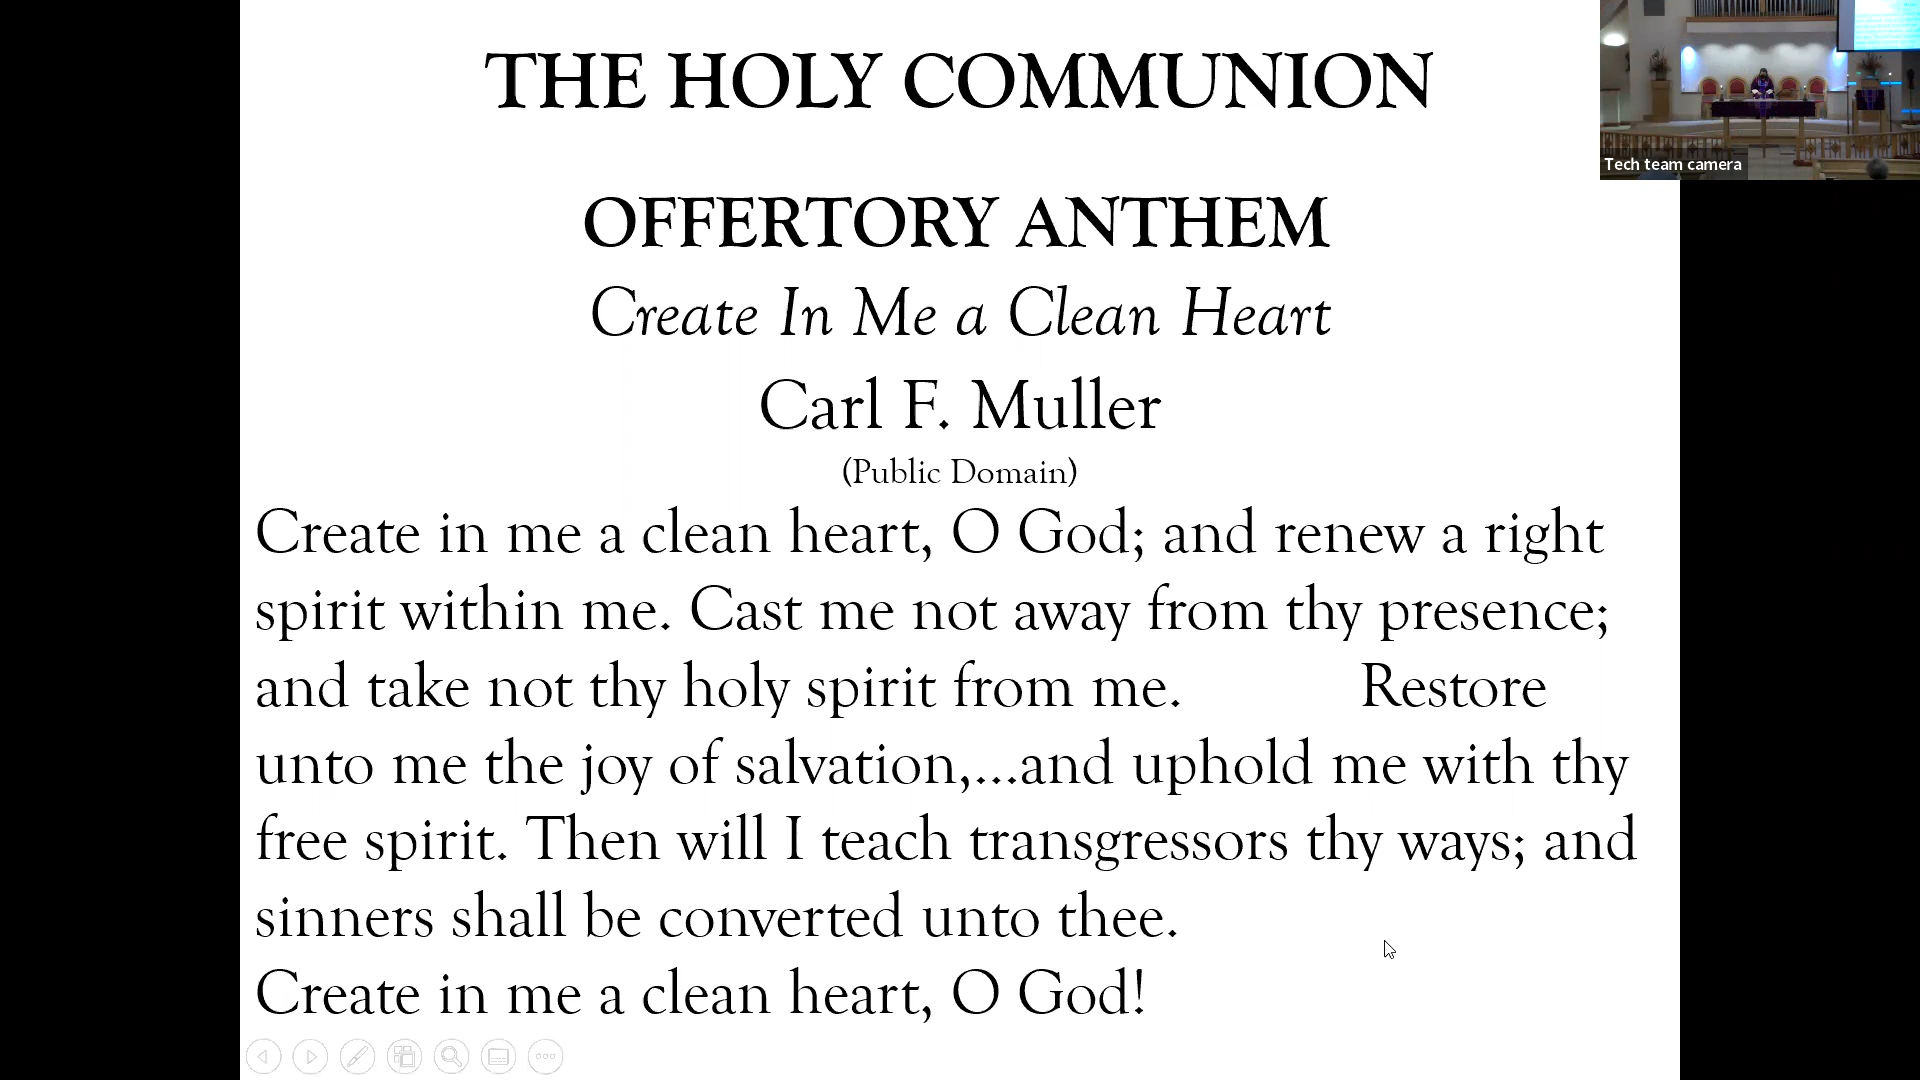 THE HOLY COMMUNION
OFFERTORY ANTHEM
Create In Me a Clean Heart
Carl F. Muller
(Public Domain)
Create in me a clean heart, O God; and renew a right
spirit within me. Cast me not away from thy presence;
and take not thy holy spirit from me. Restore
unto me the joy of salvation,...and uphold me with thy
free spirit. Then will I teach transgressors thy ways; and
sinners shall be converted unto thee.
Create in me a clean heart, O God!
Tech team camera